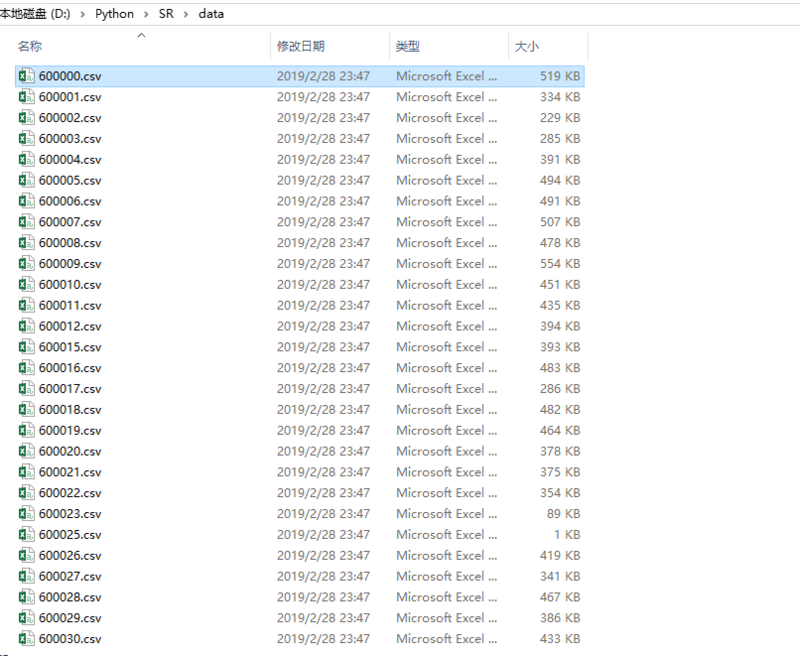 本地磁盘 (D:) › Python › SR › data
名称 修改日期 类型 大小
600000.csv 2019/2/28 23:47 Microsoft Excel ... 519 KB
600001.csv 2019/2/28 23:47 Microsoft Excel ... 334 KB
600002.csv 2019/2/28 23:47 Microsoft Excel ... 229 KB
600003.csv 2019/2/28 23:47 Microsoft Excel ... 285 KB
600004.csv 2019/2/28 23:47 Microsoft Excel ... 391 KB
600005.csv 2019/2/28 23:47 Microsoft Excel ... 494 KB
600006.csv 2019/2/28 23:47 Microsoft Excel ... 491 KB
600007.csv 2019/2/28 23:47 Microsoft Excel ... 507 KB
600008.csv 2019/2/28 23:47 Microsoft Excel ... 478 KB
600009.csv 2019/2/28 23:47 Microsoft Excel ... 554 KB
600010.csv 2019/2/28 23:47 Microsoft Excel ... 451 KB
600011.csv 2019/2/28 23:47 Microsoft Excel ... 435 KB
600012.csv 2019/2/28 23:47 Microsoft Excel ... 394 KB
600015.csv 2019/2/28 23:47 Microsoft Excel ... 393 KB
600016.csv 2019/2/28 23:47 Microsoft Excel ... 483 KB
600017.csv 2019/2/28 23:47 Microsoft Excel ... 286 KB
600018.csv 2019/2/28 23:47 Microsoft Excel ... 482 KB
600019.csv 2019/2/28 23:47 Microsoft Excel ... 464 KB
600020.csv 2019/2/28 23:47 Microsoft Excel ... 378 KB
600021.csv 2019/2/28 23:47 Microsoft Excel ... 375 KB
600022.csv 2019/2/28 23:47 Microsoft Excel ... 354 KB
600023.csv 2019/2/28 23:47 Microsoft Excel ... 89 KB
600025.csv 2019/2/28 23:47 Microsoft Excel ... 1 KB
600026.csv 2019/2/28 23:47 Microsoft Excel ... 419 KB
600027.csv 2019/2/28 23:47 Microsoft Excel ... 341 KB
600028.csv 2019/2/28 23:47 Microsoft Excel ... 467 KB
600029.csv 2019/2/28 23:47 Microsoft Excel ... 386 KB
600030.csv 2019/2/28 23:47 Microsoft Excel ... 433 KB